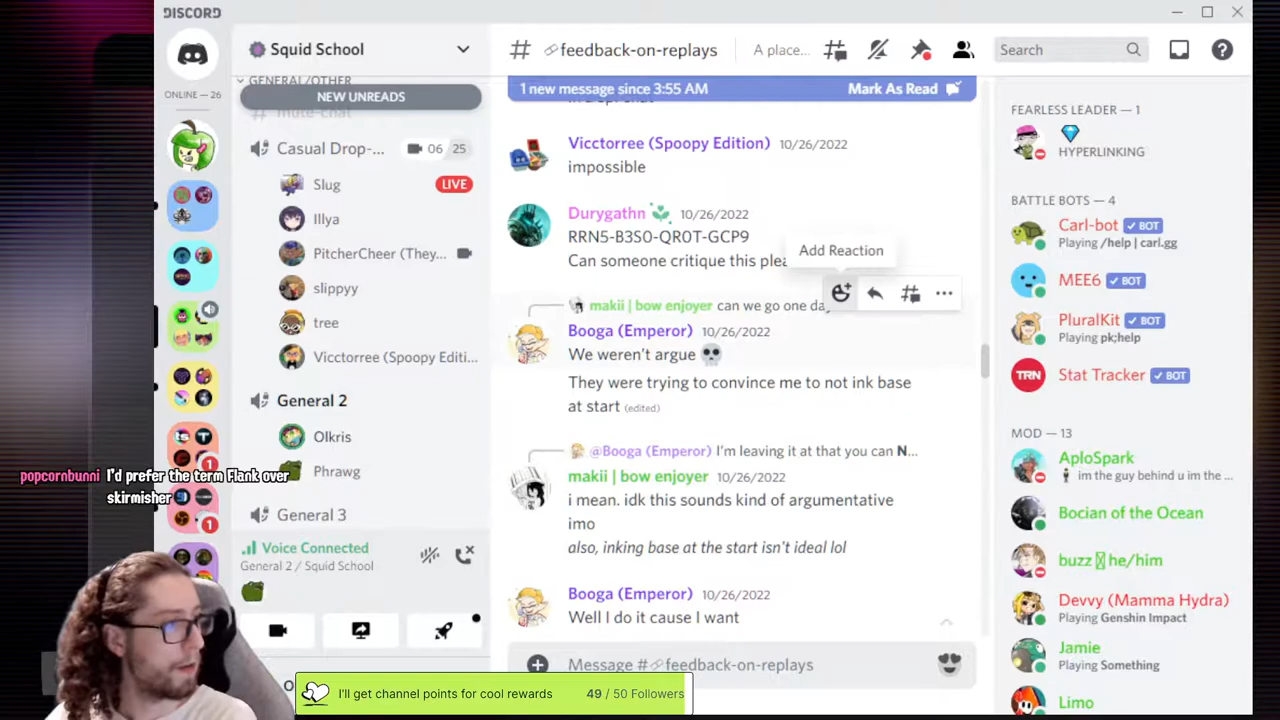 DISCORD
ONLINE — 26
Squid School
GENERAL/OTHER
NEW UNREADS
mute-chat
Casual Drop-... 06 25
Slug LIVE
Illya
PitcherCheer (They,...
slippyy
tree
Victorree (Spoopy Editi...
General 2
Olkris
Phrawg
General 3
Voice Connected
General 2 / Squid School
popcornbunni I'd prefer the term Flank over
skirmisher
1
1
# feedback-on-replays A place...
Search
1 new message since 3:55 AM Mark As Read
Vicctorree (Spoopy Edition) 10/26/2022
impossible
Durygathn 10/26/2022
RRN5-B3S0-QR0T-GCP9
Can someone critique this plea
Add Reaction
makii | bow enjoyer can we go one da
Booga (Emperor) 10/26/2022
We weren't argue
They were trying to convince me to not ink base
at start (edited)
@Booga (Emperor) I'm leaving it at that you can N...
makii | bow enjoyer 10/26/2022
i mean. idk this sounds kind of argumentative
imo
also, inking base at the start isn't ideal lol
Booga (Emperor) 10/26/2022
Well I do it cause I want
Message # feedback-on-replays
FEARLESS LEADER — 1
HYPERLINKING
BATTLE BOTS — 4
Carl-bot BOT
Playing /help | carl.gg
MEE6 BOT
PluralKit BOT
Playing pk;help
TRN
Stat Tracker BOT
MOD — 13
AploSpark
im the guy behind u im the ...
Bocian of the Ocean
buzz he/him
Devvy (Mamma Hydra)
Playing Genshin Impact
Jamie
Playing Something
Limo
I'll get channel points for cool rewards 49 / 50 Followers